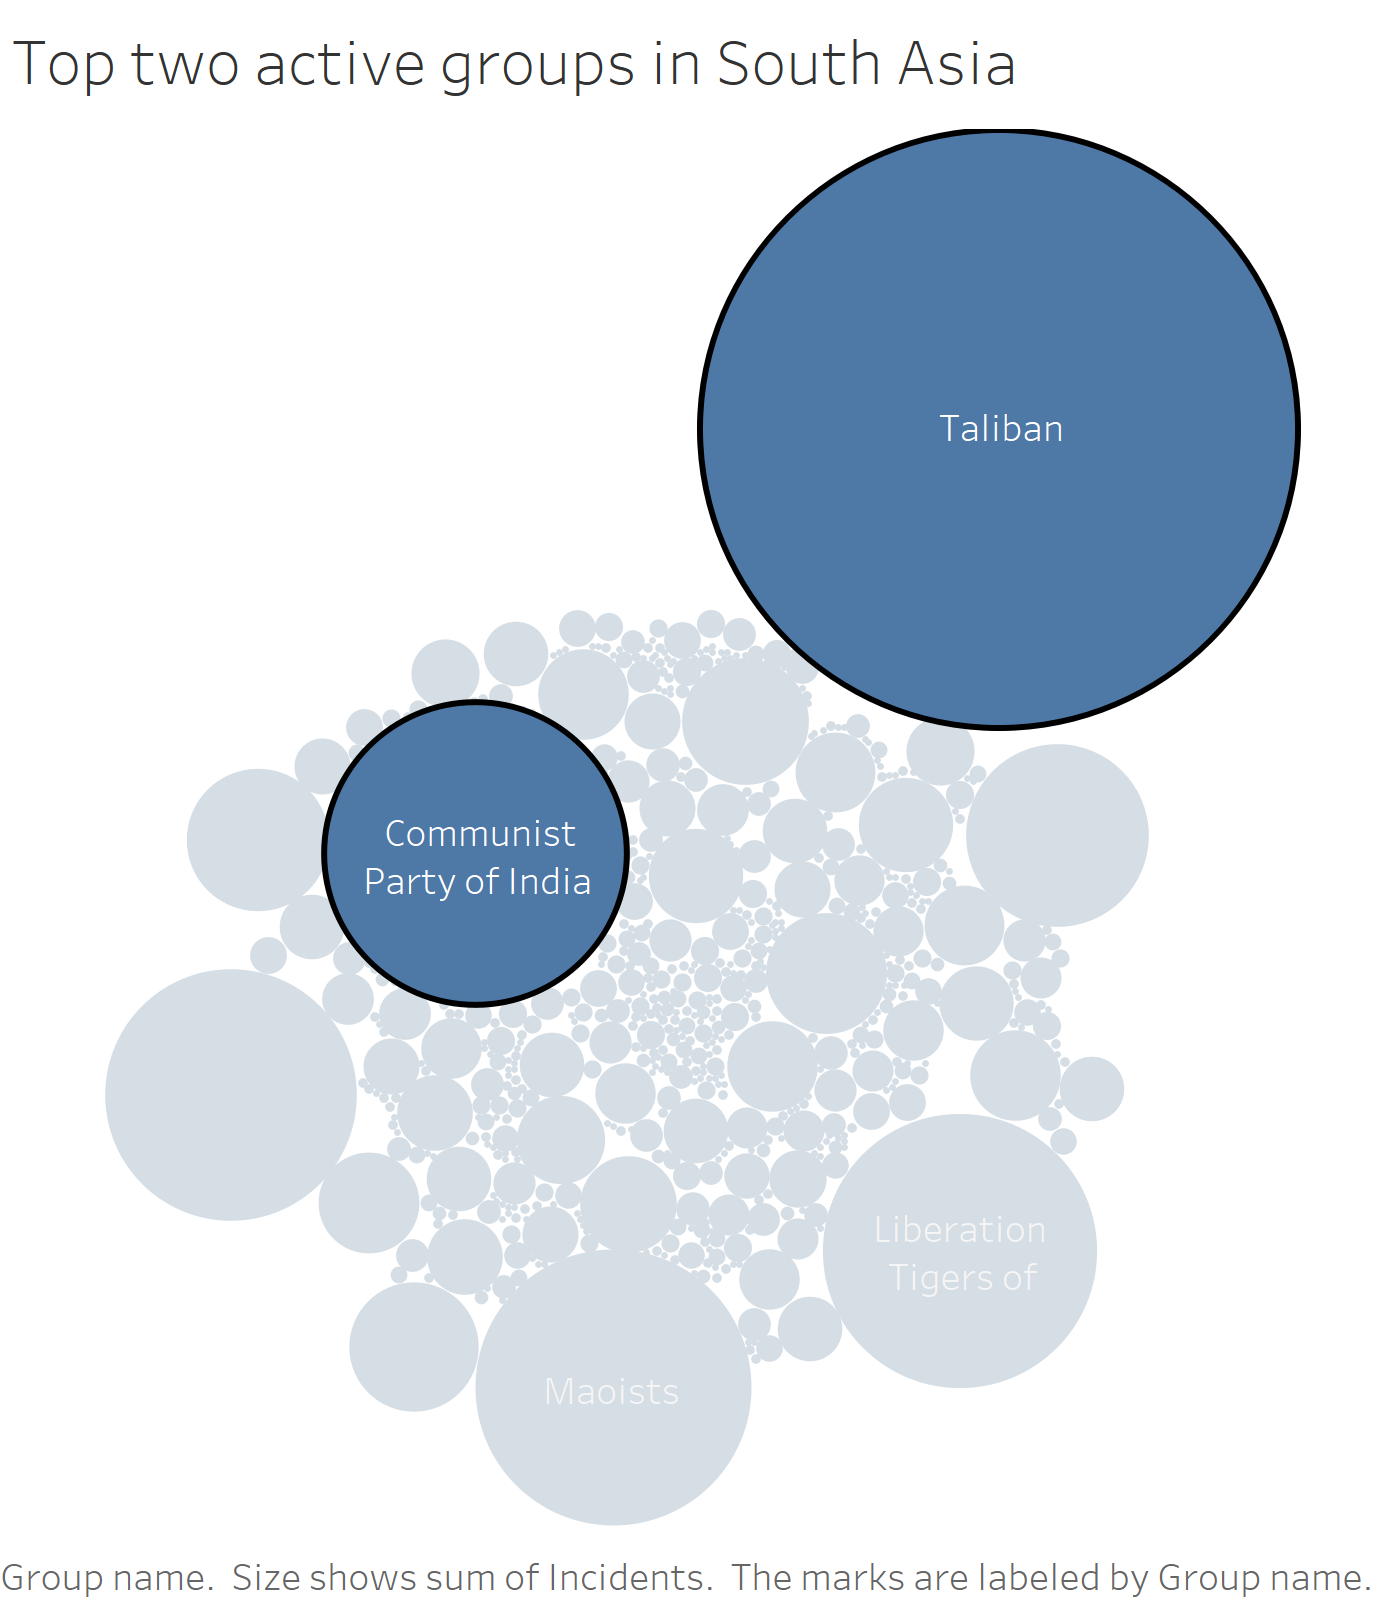 Top two active groups in South Asia
Taliban
Communist
Party of India
Liberation
Tigers of
Maoists
Group name. Size shows sum of Incidents. The marks are labeled by Group name.